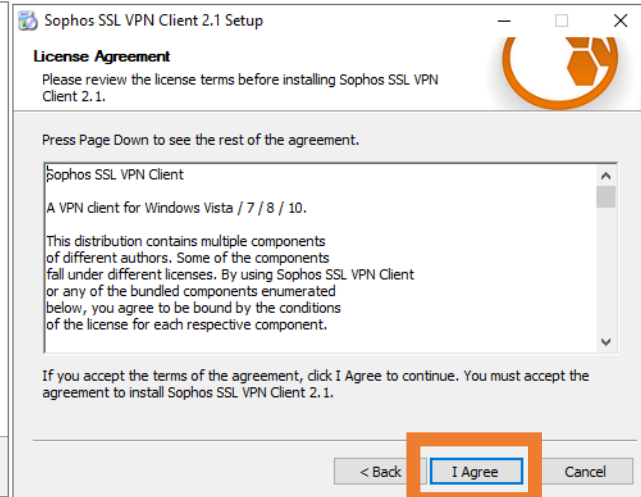 Sophos SSL VPN Client 2.1 Setup
License Agreement
Please review the license terms before installing Sophos SSL VPN
Client 2.1.
Press Page Down to see the rest of the agreement.
Sophos SSL VPN Client
A VPN client for Windows Vista / 7 / 8 / 10.
This distribution contains multiple components
of different authors. Some of the components
fall under different licenses. By using Sophos SSL VPN Client
or any of the bundled components enumerated
below, you agree to be bound by the conditions
of the license for each respective component.
If you accept the terms of the agreement, click I Agree to continue. You must accept the
agreement to install Sophos SSL VPN Client 2.1.
< Back
I Agree
Cancel